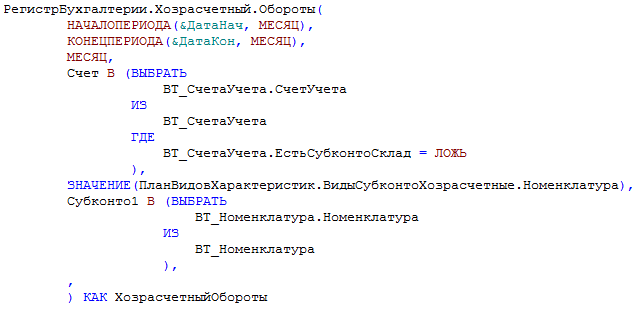 РегистрБухгалтерии.Хозрасчетный.Обороты(
НАЧАЛОПЕРИОДА(&ДатаНач, МЕСЯЦ),
КОНЕЦПЕРИОДА(&ДатаКон, МЕСЯЦ),
МЕСЯЦ,
Счет В (ВЫБРАТЬ
ВТ_СчетаУчета.СчетУчета
ИЗ
ВТ_СчетаУчета
ГДЕ
ВТ_СчетаУчета.ЕстьСубконтоСклад = ЛОЖЬ
),
ЗНАЧЕНИЕ(ПланВидовХарактеристик.ВидыСубконтоХозрасчетные.Номенклатура),
Субконто1 В (ВЫБРАТЬ
ВТ_Номенклатура.Номенклатура
ИЗ
ВТ_Номенклатура
),
,
) КАК ХозрасчетныйОбороты